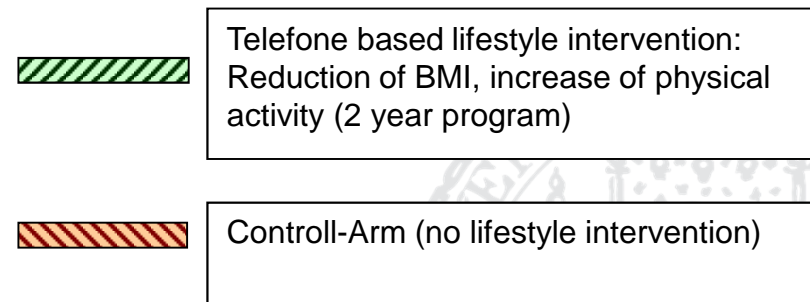 Telefone based lifestyle intervention:
Reduction of BMI, increase of physical
activity (2 year program)
Controll-Arm (no lifestyle intervention)